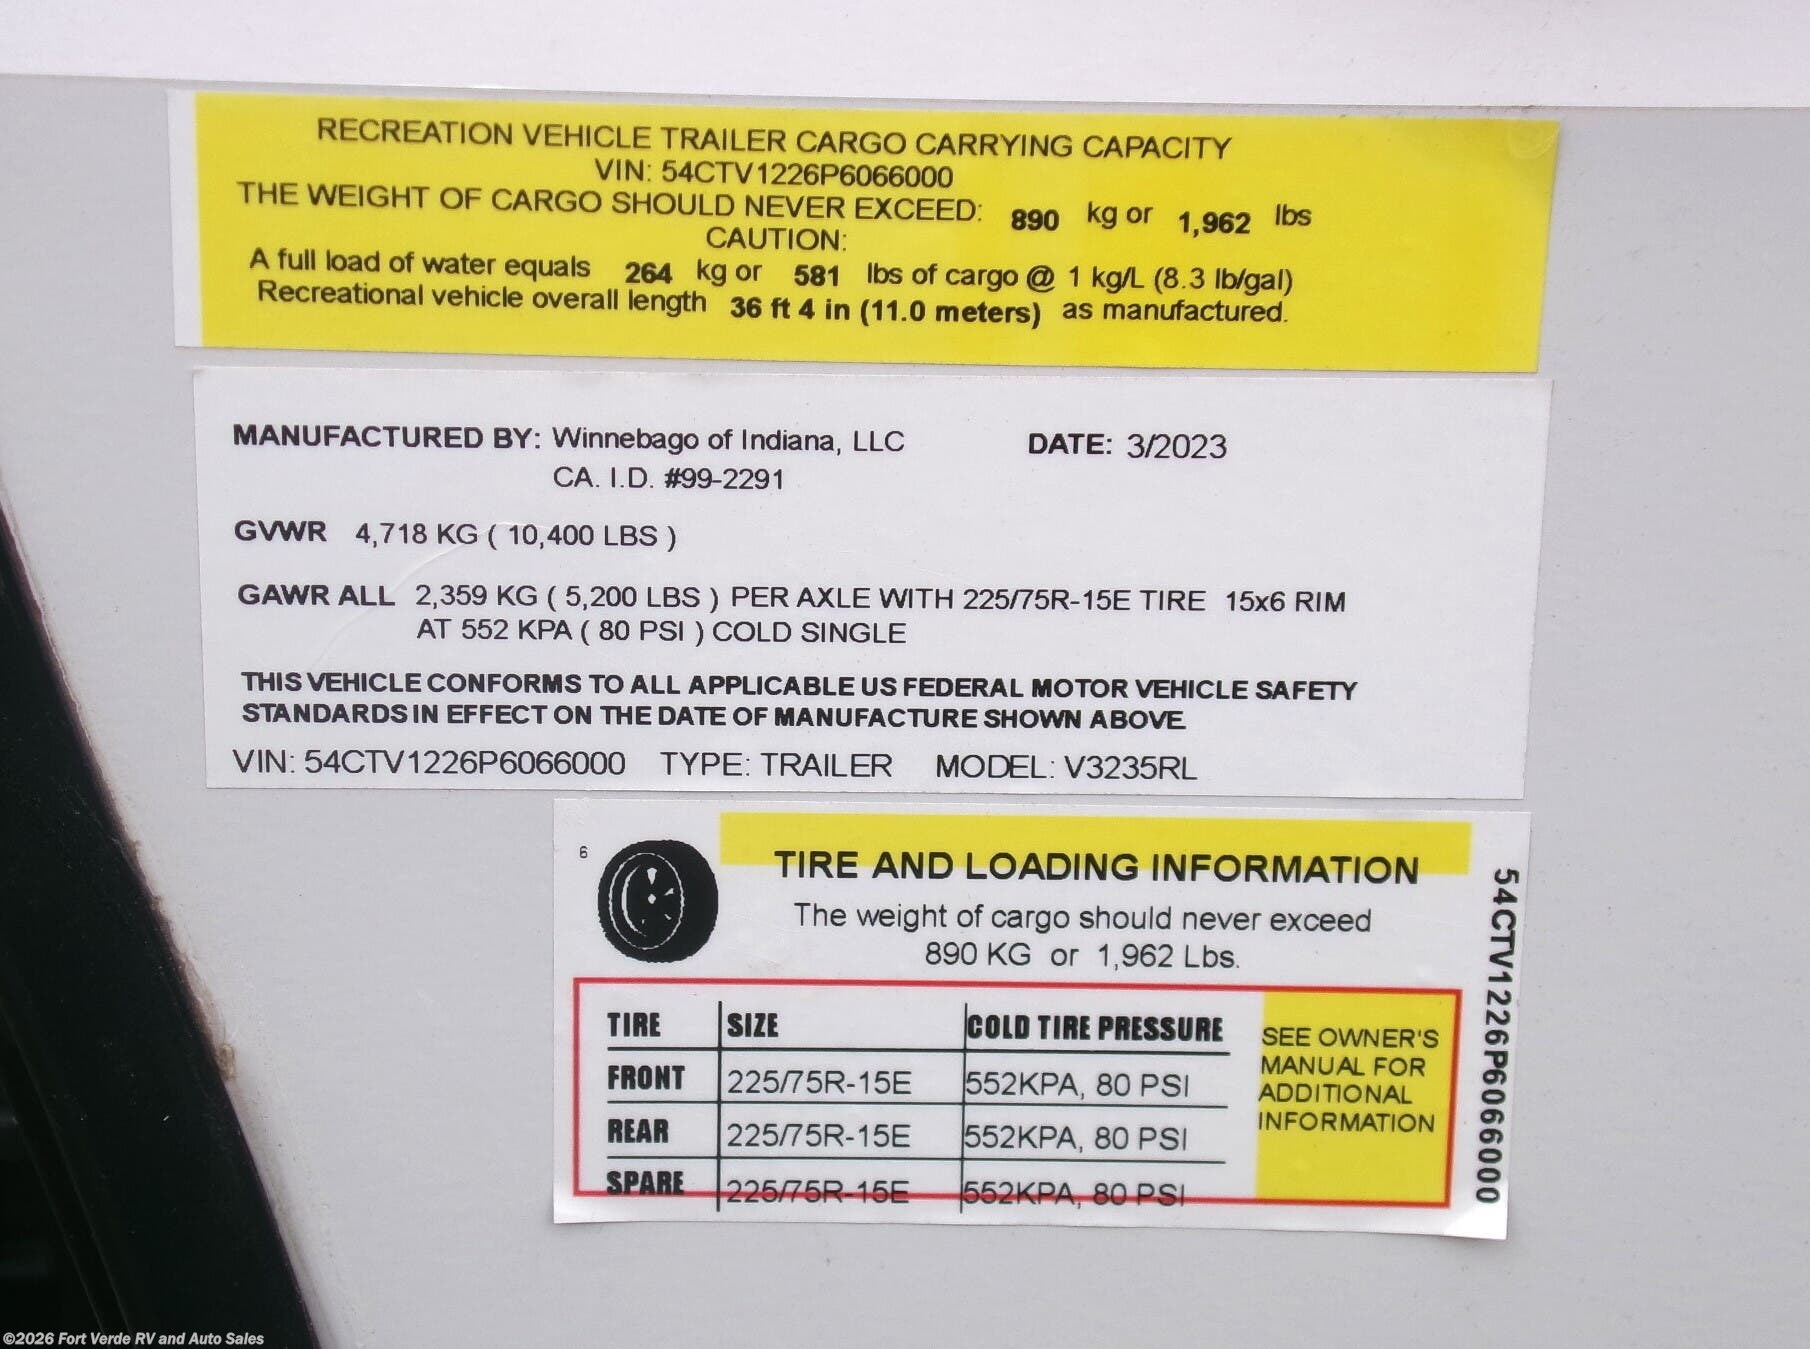 RECREATION VEHICLE TRAILER CARGO CARRYING CAPACITY
VIN: 54CTV1226P6066000
THE WEIGHT OF CARGO SHOULD NEVER EXCEED: 890 kg or 1,962 lbs
CAUTION:
A full load of water equals 264 kg or 581 lbs of cargo @ 1 kg/L (8.3 lb/gal)
Recreational vehicle overall length 36 ft 4 in (11.0 meters) as manufactured.
MANUFACTURED BY: Winnebago of Indiana, LLC DATE: 3/2023
CA. I.D. #99-2291
GVWR 4,718 KG ( 10,400 LBS )
GAWR ALL 2,359 KG ( 5,200 LBS ) PER AXLE WITH 225/75R-15E TIRE 15x6 RIM
AT 552 KPA ( 80 PSI ) COLD SINGLE
THIS VEHICLE CONFORMS TO ALL APPLICABLE US FEDERAL MOTOR VEHICLE SAFETY
STANDARDS IN EFFECT ON THE DATE OF MANUFACTURE SHOWN ABOVE
VIN: 54CTV1226P6066000 TYPE: TRAILER MODEL: V3235RL
6
TIRE AND LOADING INFORMATION
The weight of cargo should never exceed
890 KG or 1,962 Lbs.
TIRE SIZE COLD TIRE PRESSURE
FRONT 225/75R-15E 552KPA, 80 PSI
REAR 225/75R-15E 552KPA, 80 PSI
SPARE 225/75R-15E 552KPA, 80 PSI
SEE OWNER'S
MANUAL FOR
ADDITIONAL
INFORMATION
54CTV1226P6066000
©2026 Fort Verde RV and Auto Sales